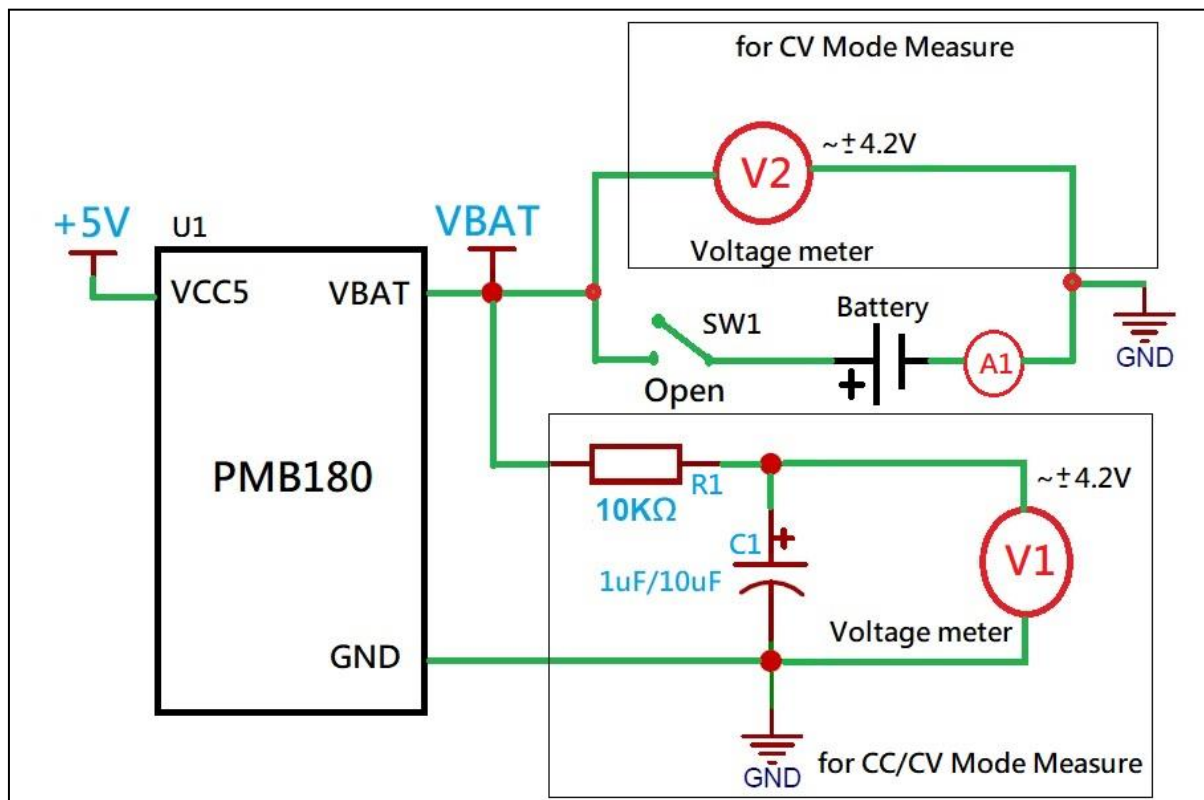 for CV Mode Measure
V2
~±4.2V
Voltage meter
+5V
U1
VBAT
VCC5
VBAT
SW1
Open
Battery
+
A1
GND
PMB180
R1
10KΩ
~±4.2V
C1
+
1uF/10uF
V1
Voltage meter
GND
GND
for CC/CV Mode Measure